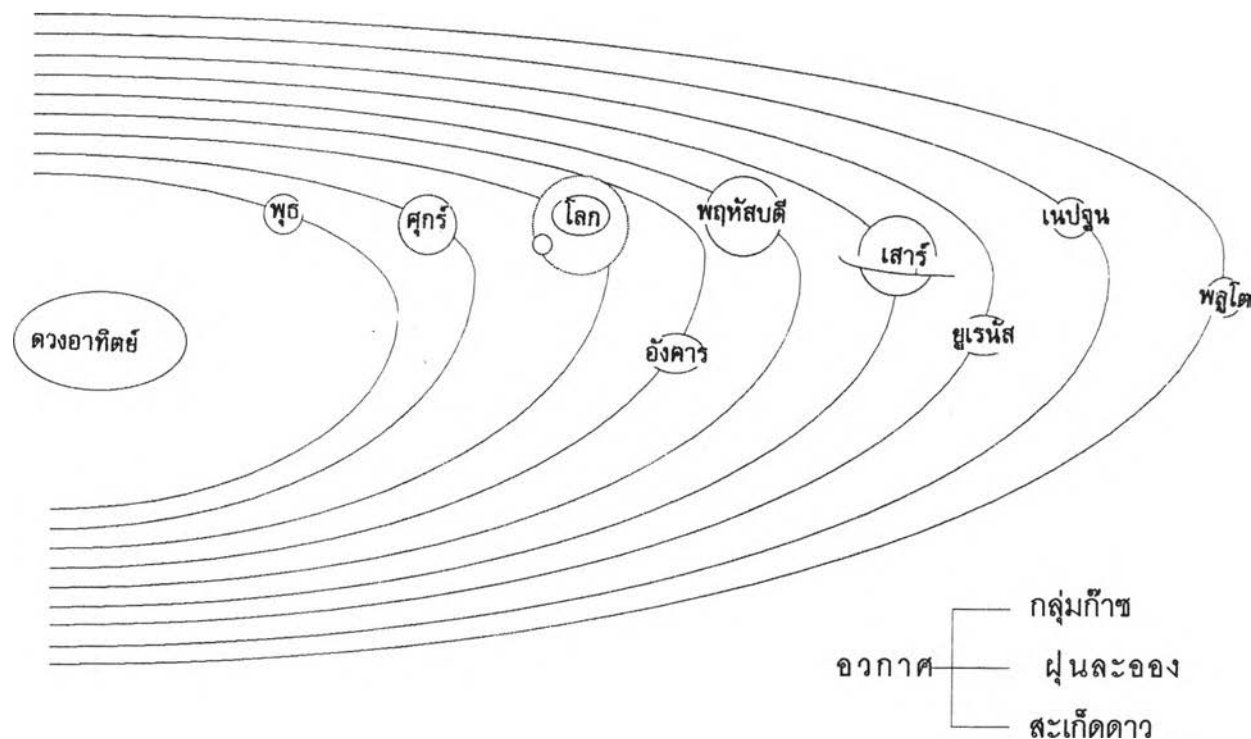 พุธ
ศุกร์
โลก
พฤหัสบดี
เสาร์
เนปจูน
พลูโต
ดวงอาทิตย์
อังคาร
ยูเรนัส
กลุ่มก๊าซ
อวกาศ
ฝุ่นละออง
สะเก็ดดาว